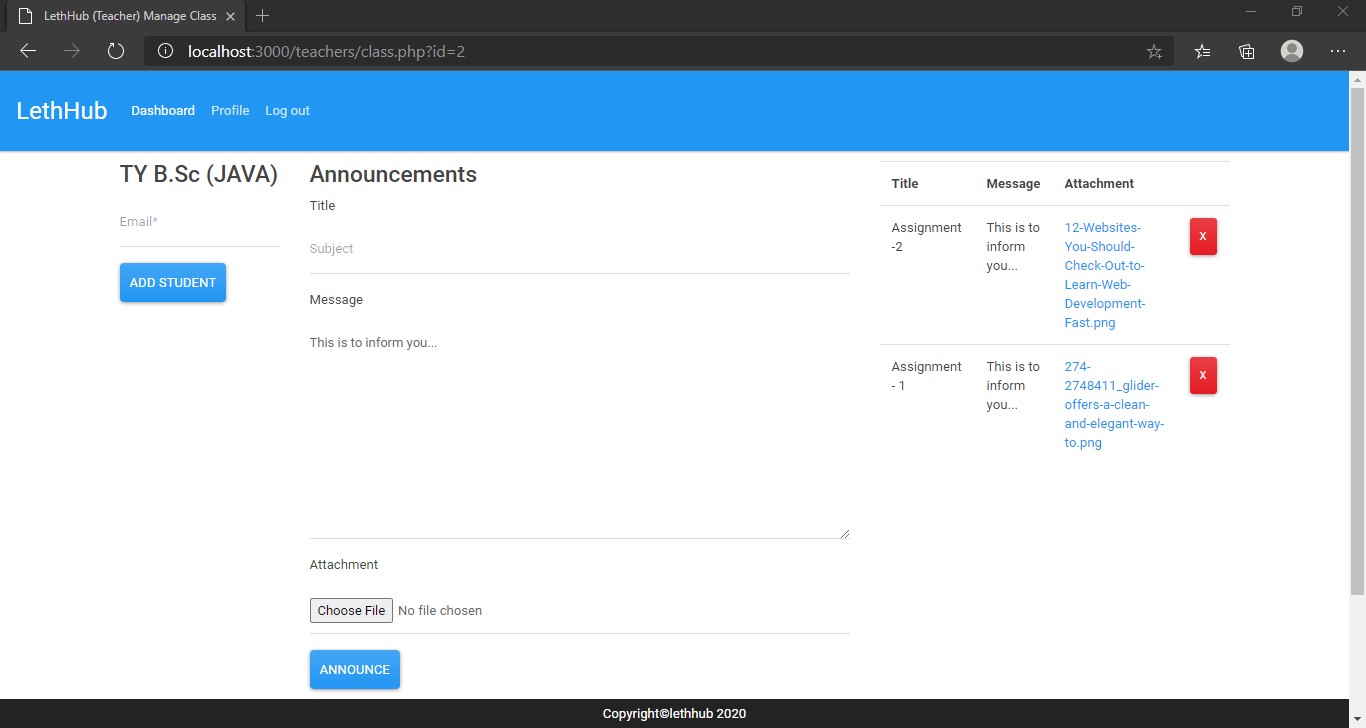 LethHub (Teacher) Manage Class
localhost:3000/teachers/class.php?id=2
LethHub Dashboard Profile Log out
TY B.Sc (JAVA)
Email*
ADD STUDENT
Announcements
Title
Subject
Message
This is to inform you...
Attachment
Choose File No file chosen
ANNOUNCE
Title Message Attachment
Assignment
-2
This is to
inform
you...
12-Websites-
You-Should-
Check-Out-to-
Learn-Web-
Development-
Fast.png
X
Assignment
- 1
This is to
inform
you...
274-
2748411_glider-
offers-a-clean-
and-elegant-way-
to.png
X
Copyright©lethhub 2020